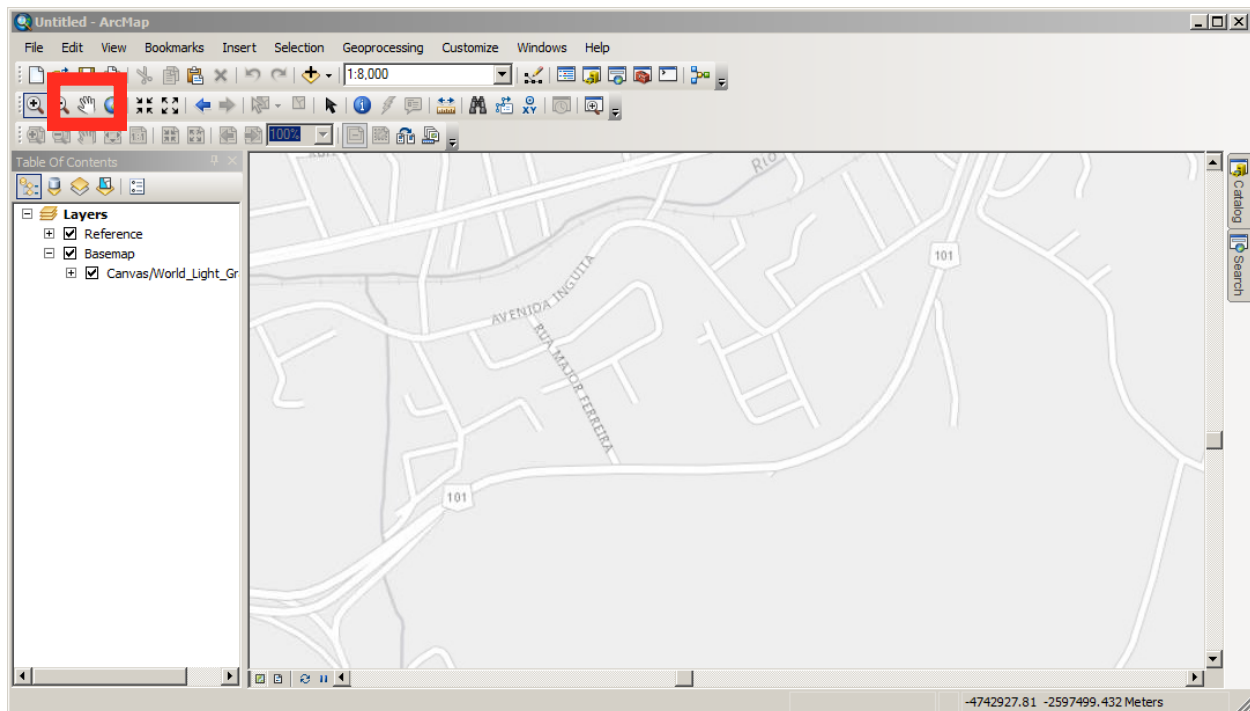 Untitled - ArcMap
File Edit View Bookmarks Insert Selection Geoprocessing Customize Windows Help
1:8,000
100%
Table Of Contents
Layers
Reference
Basemap
Canvas/World_Light_Gr
Rio
101
AVENIDA INGUITA
RUA MAJOR FERREIRA
101
Catalog
Search
-4742927.81 -2597499.432 Meters